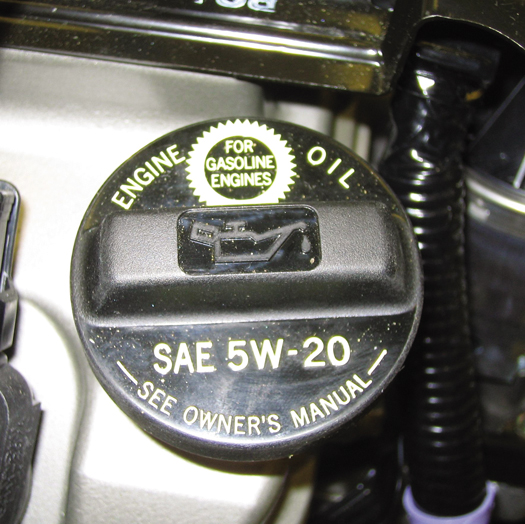 ENGINE OIL
FOR
GASOLINE
ENGINES
SAE 5W-20
—SEE OWNER'S MANUAL—